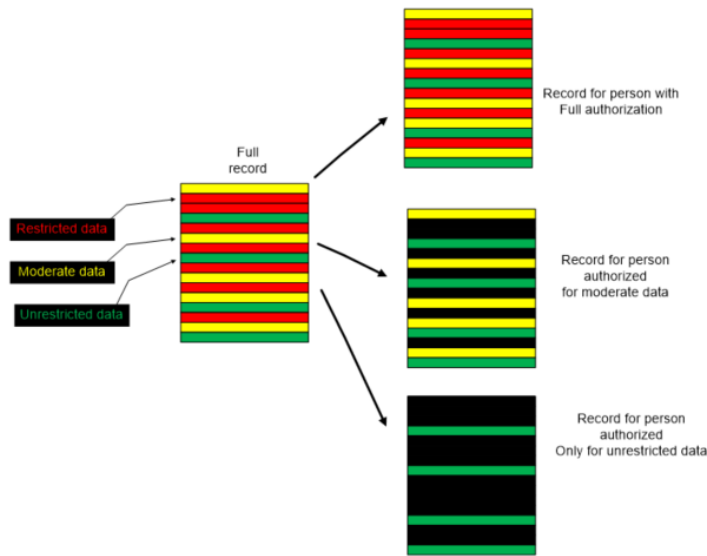 Full
record
Restricted data
Moderate data
Unrestricted data
Record for person with
Full authorization
Record for person
authorized
for moderate data
Record for person
authorized
Only for unrestricted data